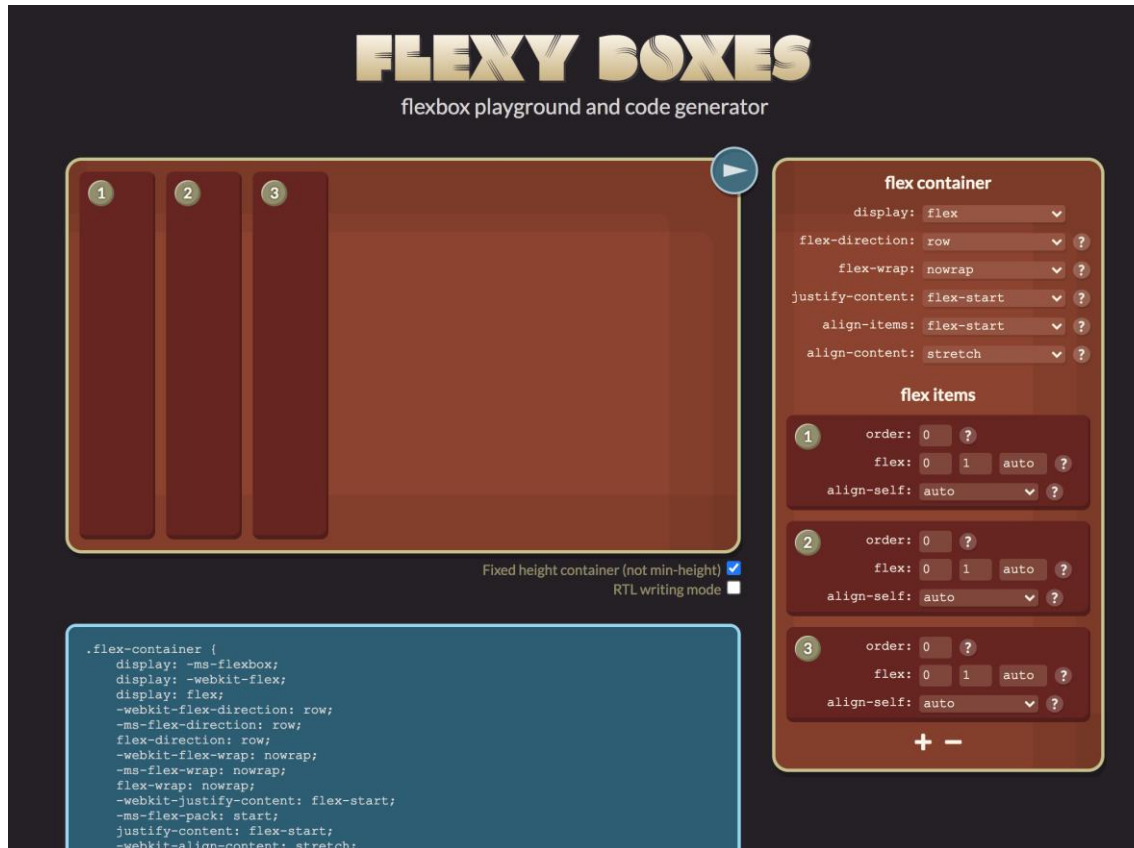 FLEXY BOXES
flexbox playground and code generator
1
2
3
Fixed height container (not min-height)
RTL writing mode
.flex-container {
display: -ms-flexbox;
display: -webkit-flex;
display: flex;
-webkit-flex-direction: row;
-ms-flex-direction: row;
flex-direction: row;
-webkit-flex-wrap: nowrap;
-ms-flex-wrap: nowrap;
flex-wrap: nowrap;
-webkit-justify-content: flex-start;
-ms-flex-pack: start;
justify-content: flex-start;
-webkit-align-content: stretch;
flex container
display: flex
flex-direction: row ?
flex-wrap: nowrap ?
justify-content: flex-start ?
align-items: flex-start ?
align-content: stretch ?
flex items
1 order: 0 ?
flex: 0 1 auto ?
align-self: auto ?
2 order: 0 ?
flex: 0 1 auto ?
align-self: auto ?
3 order: 0 ?
flex: 0 1 auto ?
align-self: auto ?
+ −